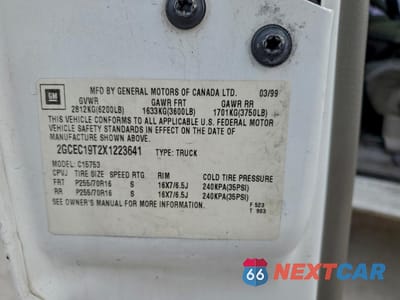 GM
MFD BY GENERAL MOTORS OF CANADA LTD. 03/99
GVWR GAWR FRT GAWR RR
2812KG(6200LB) 1633KG(3600LB) 1701KG(3750LB)
THIS VEHICLE CONFORMS TO ALL APPLICABLE U.S. FEDERAL MOTOR
VEHICLE SAFETY STANDARDS IN EFFECT ON THE DATE OF
MANUFACTURE SHOWN ABOVE.
2GCEC19T2X1223641 TYPE: TRUCK
MODEL: C15753
CPVJ TIRE SIZE SPEED RTG RIM COLD TIRE PRESSURE
FRT P255/70R16 S 16X7/6.5J 240KPA(35PSI)
RR P255/70R16 S 16X7/6.5J 240KPA(35PSI)
SEE OWNER'S MANUAL FOR MORE INFORMATION.
F 523
T 903
66 NEXTCAR